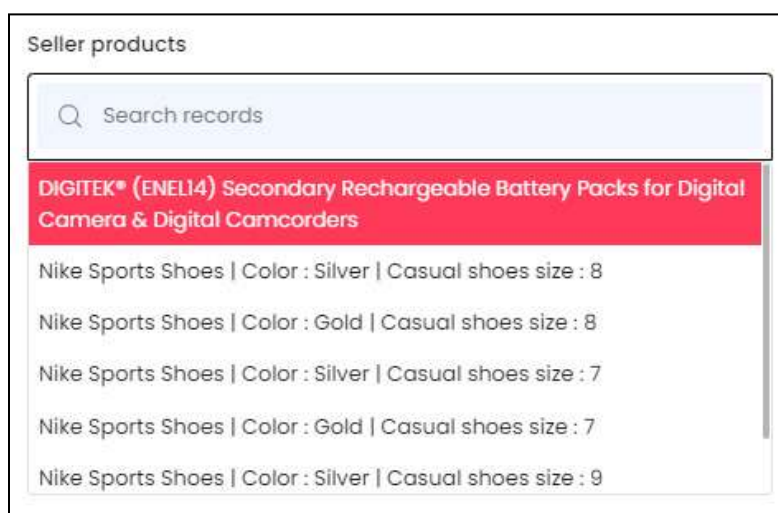 Seller products
Search records
DIGITEK® (ENEL14) Secondary Rechargeable Battery Packs for Digital
Camera & Digital Camcorders
Nike Sports Shoes | Color : Silver | Casual shoes size : 8
Nike Sports Shoes | Color : Gold | Casual shoes size : 8
Nike Sports Shoes | Color : Silver | Casual shoes size : 7
Nike Sports Shoes | Color : Gold | Casual shoes size : 7
Nike Sports Shoes | Color : Silver | Casual shoes size : 9